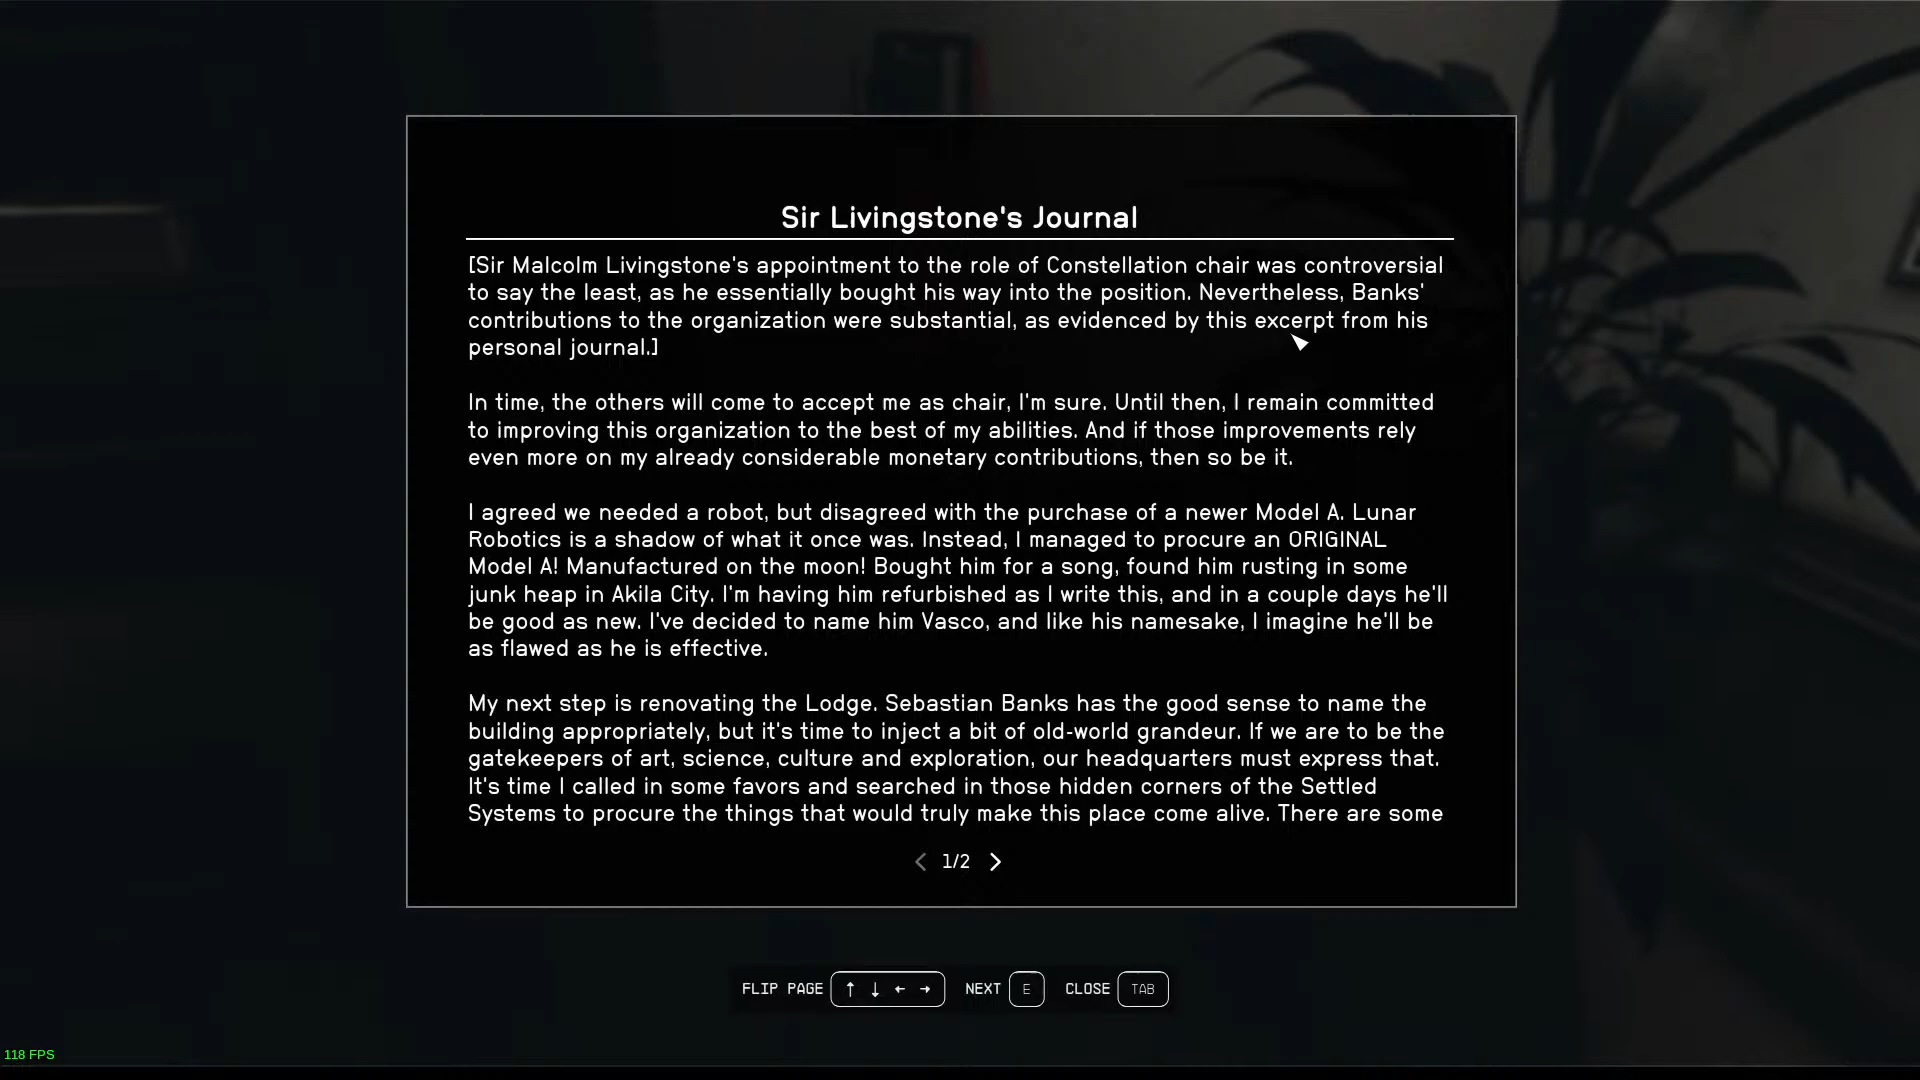 Sir Livingstone's Journal
[Sir Malcolm Livingstone's appointment to the role of Constellation chair was controversial
to say the least, as he essentially bought his way into the position. Nevertheless, Banks'
contributions to the organization were substantial, as evidenced by this excerpt from his
personal journal.]
In time, the others will come to accept me as chair, I'm sure. Until then, I remain committed
to improving this organization to the best of my abilities. And if those improvements rely
even more on my already considerable monetary contributions, then so be it.
I agreed we needed a robot, but disagreed with the purchase of a newer Model A. Lunar
Robotics is a shadow of what it once was. Instead, I managed to procure an ORIGINAL
Model A! Manufactured on the moon! Bought him for a song, found him rusting in some
junk heap in Akila City. I'm having him refurbished as I write this, and in a couple days he'll
be good as new. I've decided to name him Vasco, and like his namesake, I imagine he'll be
as flawed as he is effective.
My next step is renovating the Lodge. Sebastian Banks has the good sense to name the
building appropriately, but it's time to inject a bit of old-world grandeur. If we are to be the
gatekeepers of art, science, culture and exploration, our headquarters must express that.
It's time I called in some favors and searched in those hidden corners of the Settled
Systems to procure the things that would truly make this place come alive. There are some
1/2
FLIP PAGE ↑ ↓ ← → NEXT E CLOSE TAB
118 FPS